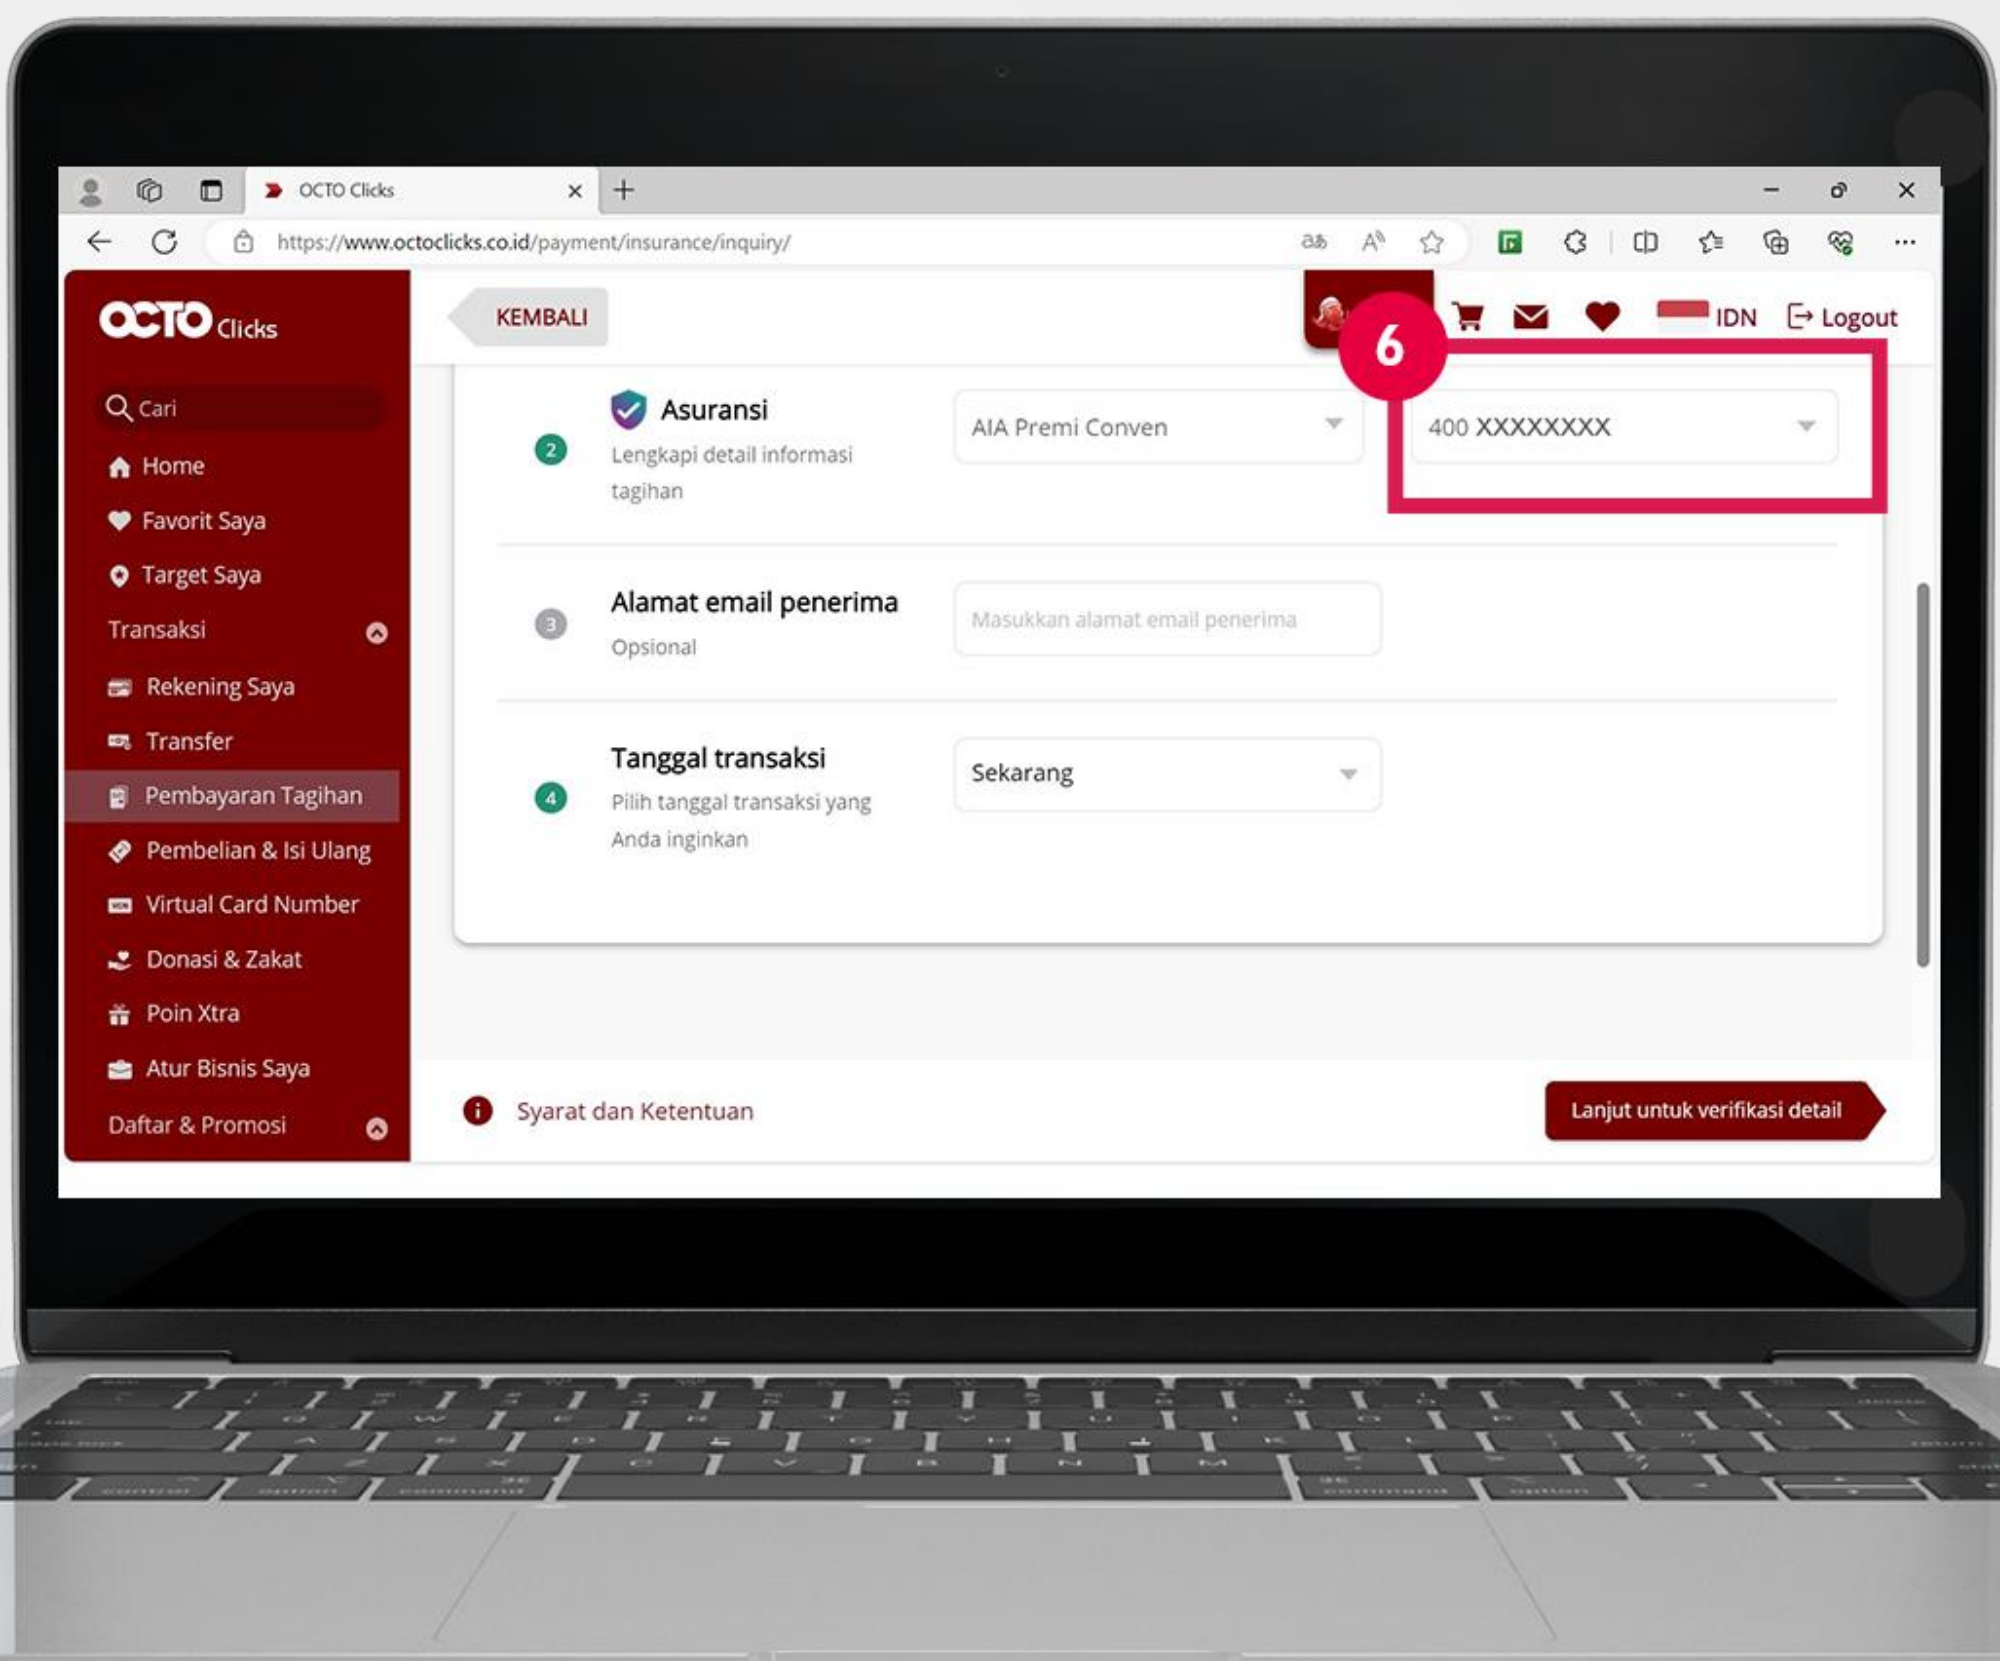 OCTO Clicks
https://www.octoclicks.co.id/payment/insurance/inquiry/
OCTO Clicks
KEMBALI
6
IDN
Logout
Cari
Home
Favorit Saya
Target Saya
Transaksi
Rekening Saya
Transfer
Pembayaran Tagihan
Pembelian & Isi Ulang
Virtual Card Number
Donasi & Zakat
Poin Xtra
Atur Bisnis Saya
Daftar & Promosi
2
Asuransi
Lengkapi detail informasi
tagihan
AIA Premi Conven
400 XXXXXXXX
3
Alamat email penerima
Opsional
Masukkan alamat email penerima
4
Tanggal transaksi
Pilih tanggal transaksi yang
Anda inginkan
Sekarang
Syarat dan Ketentuan
Lanjut untuk verifikasi detail